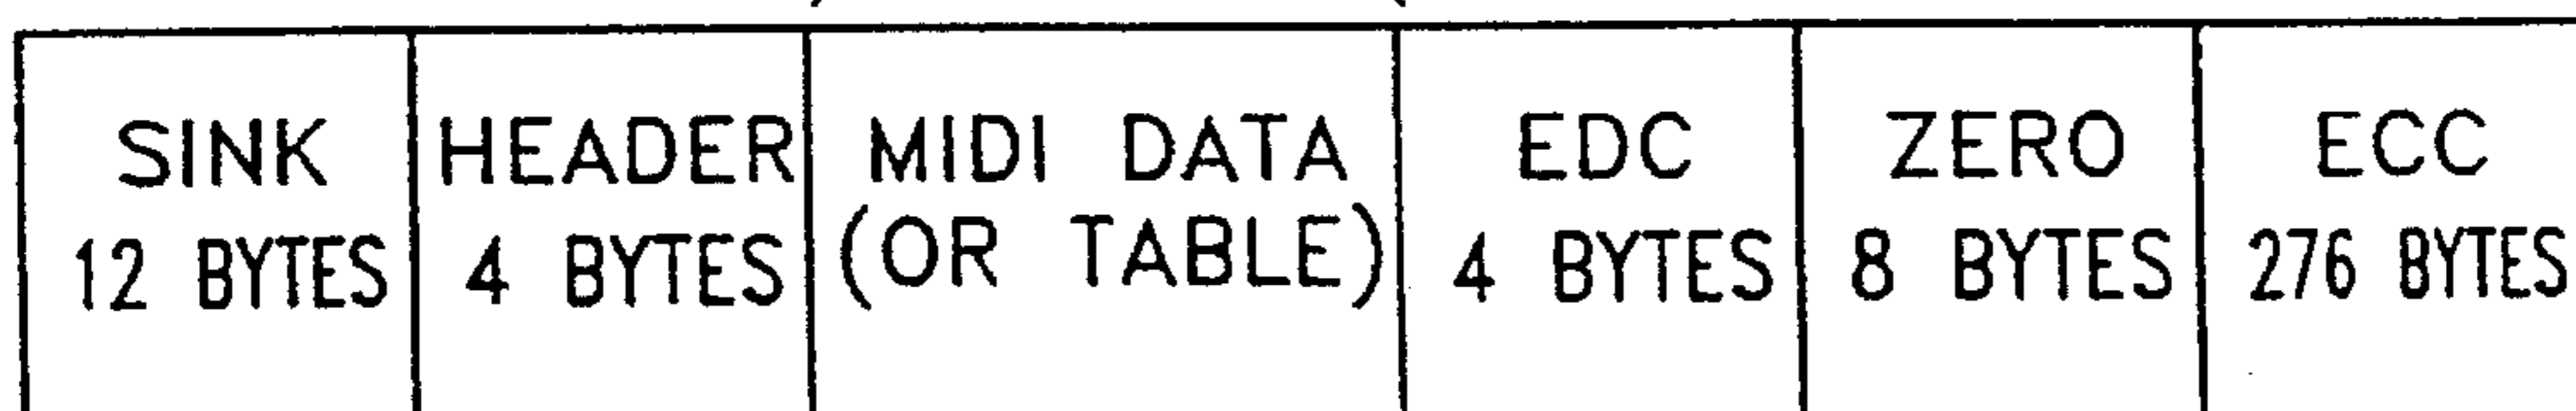 SINK
12 BYTES
HEADER
4 BYTES
MIDI DATA
(OR TABLE)
EDC
4 BYTES
ZERO
8 BYTES
ECC
276 BYTES